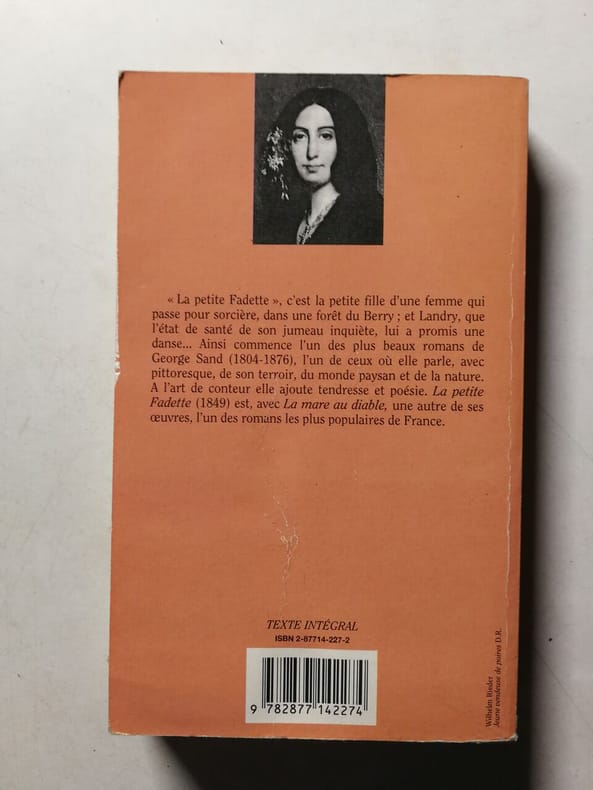 « La petite Fadette », c'est la petite fille d'une femme qui
passe pour sorcière, dans une forêt du Berry ; et Landry, que
l'état de santé de son jumeau inquiète, lui a promis une
danse... Ainsi commence l'un des plus beaux romans de
George Sand (1804-1876), l'un de ceux où elle parle, avec
pittoresque, de son terroir, du monde paysan et de la nature.
A l'art de conteur elle ajoute tendresse et poésie. La petite
Fadette (1849) est, avec La mare au diable, une autre de ses
œuvres, l'un des romans les plus populaires de France.
TEXTE INTÉGRAL
ISBN 2-87714-227-2
9 782877 142274
Wilhelm Rieder
Jeune vendeuse de poires D.R.